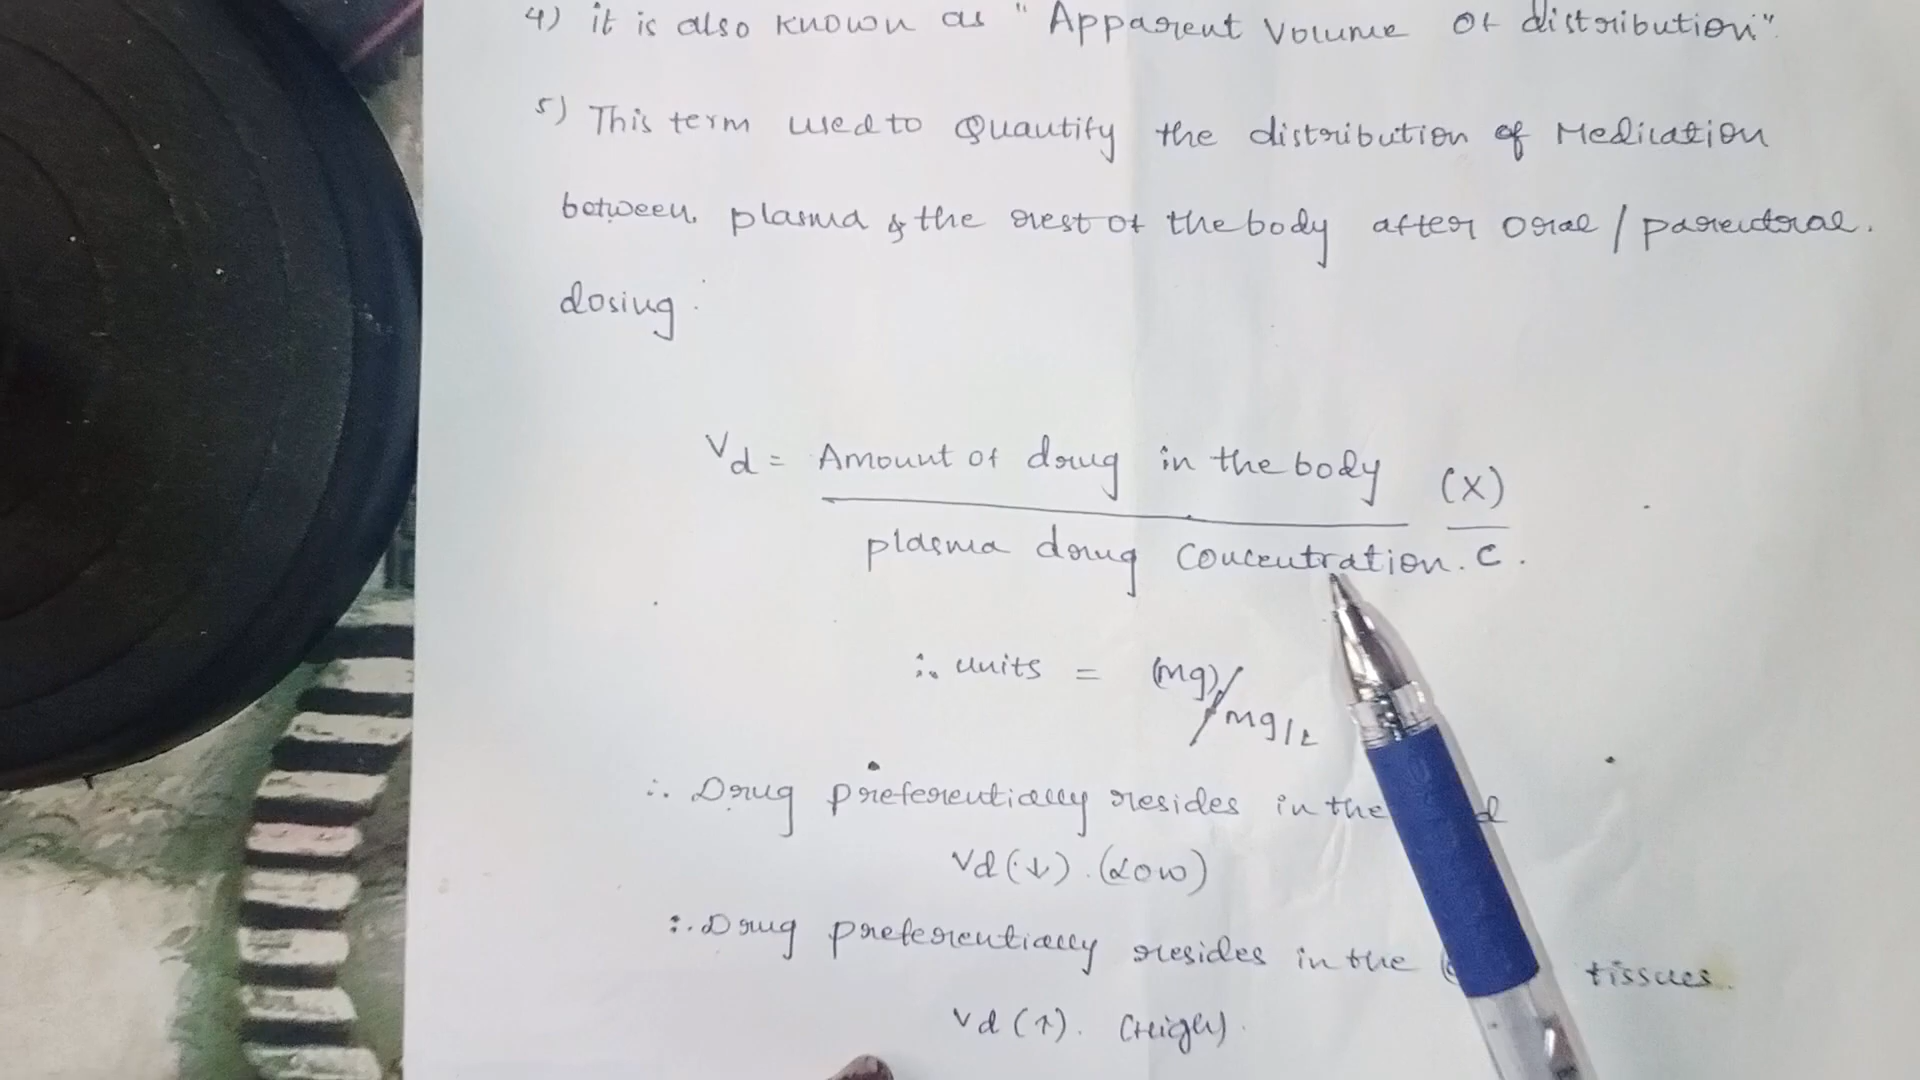 4) it is also known as "Apparent Volume of distribution".
5) This term used to Quantify the distribution of Medication
between plasma & the rest of the body after oral / parentral.
dosing.
Vd = Amount of drug in the body (X)
plasma drug concentration. C.
∴ units = (mg)/mg/L
∴ Drug preferentially resides in the
Vd (↓). (Low)
∴ Drug preferentially resides in the tissues.
Vd (↑). (High).